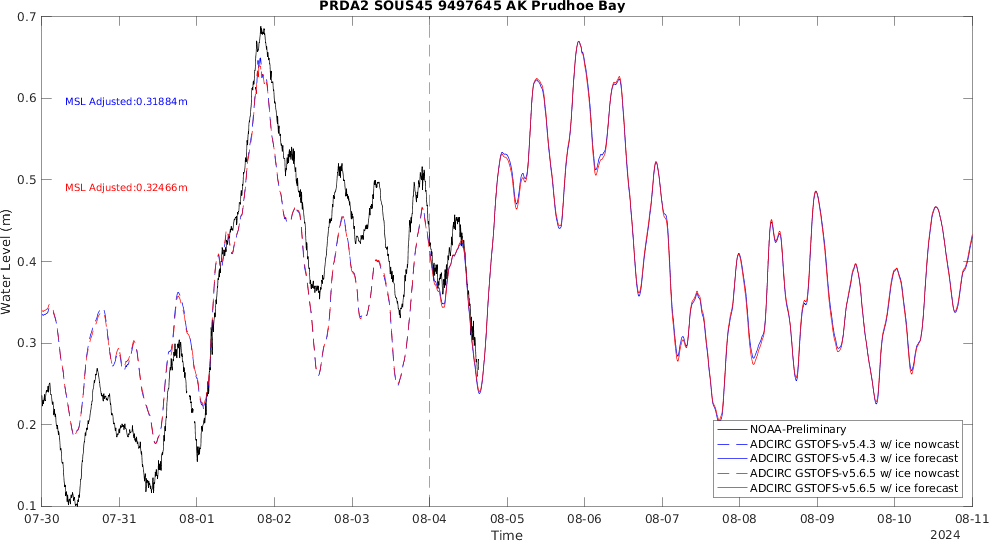 PRDA2 SOUS45 9497645 AK Prudhoe Bay
0.7
0.6
0.5
0.4
0.3
0.2
0.1
Water Level (m)
MSL Adjusted:0.31884m
MSL Adjusted:0.32466m
NOAA-Preliminary
ADCIRC GSTOFS-v5.4.3 w/ ice nowcast
ADCIRC GSTOFS-v5.4.3 w/ ice forecast
ADCIRC GSTOFS-v5.6.5 w/ ice nowcast
ADCIRC GSTOFS-v5.6.5 w/ ice forecast
07-30 07-31 08-01 08-02 08-03 08-04 08-05 08-06 08-07 08-08 08-09 08-10 08-11
Time
2024